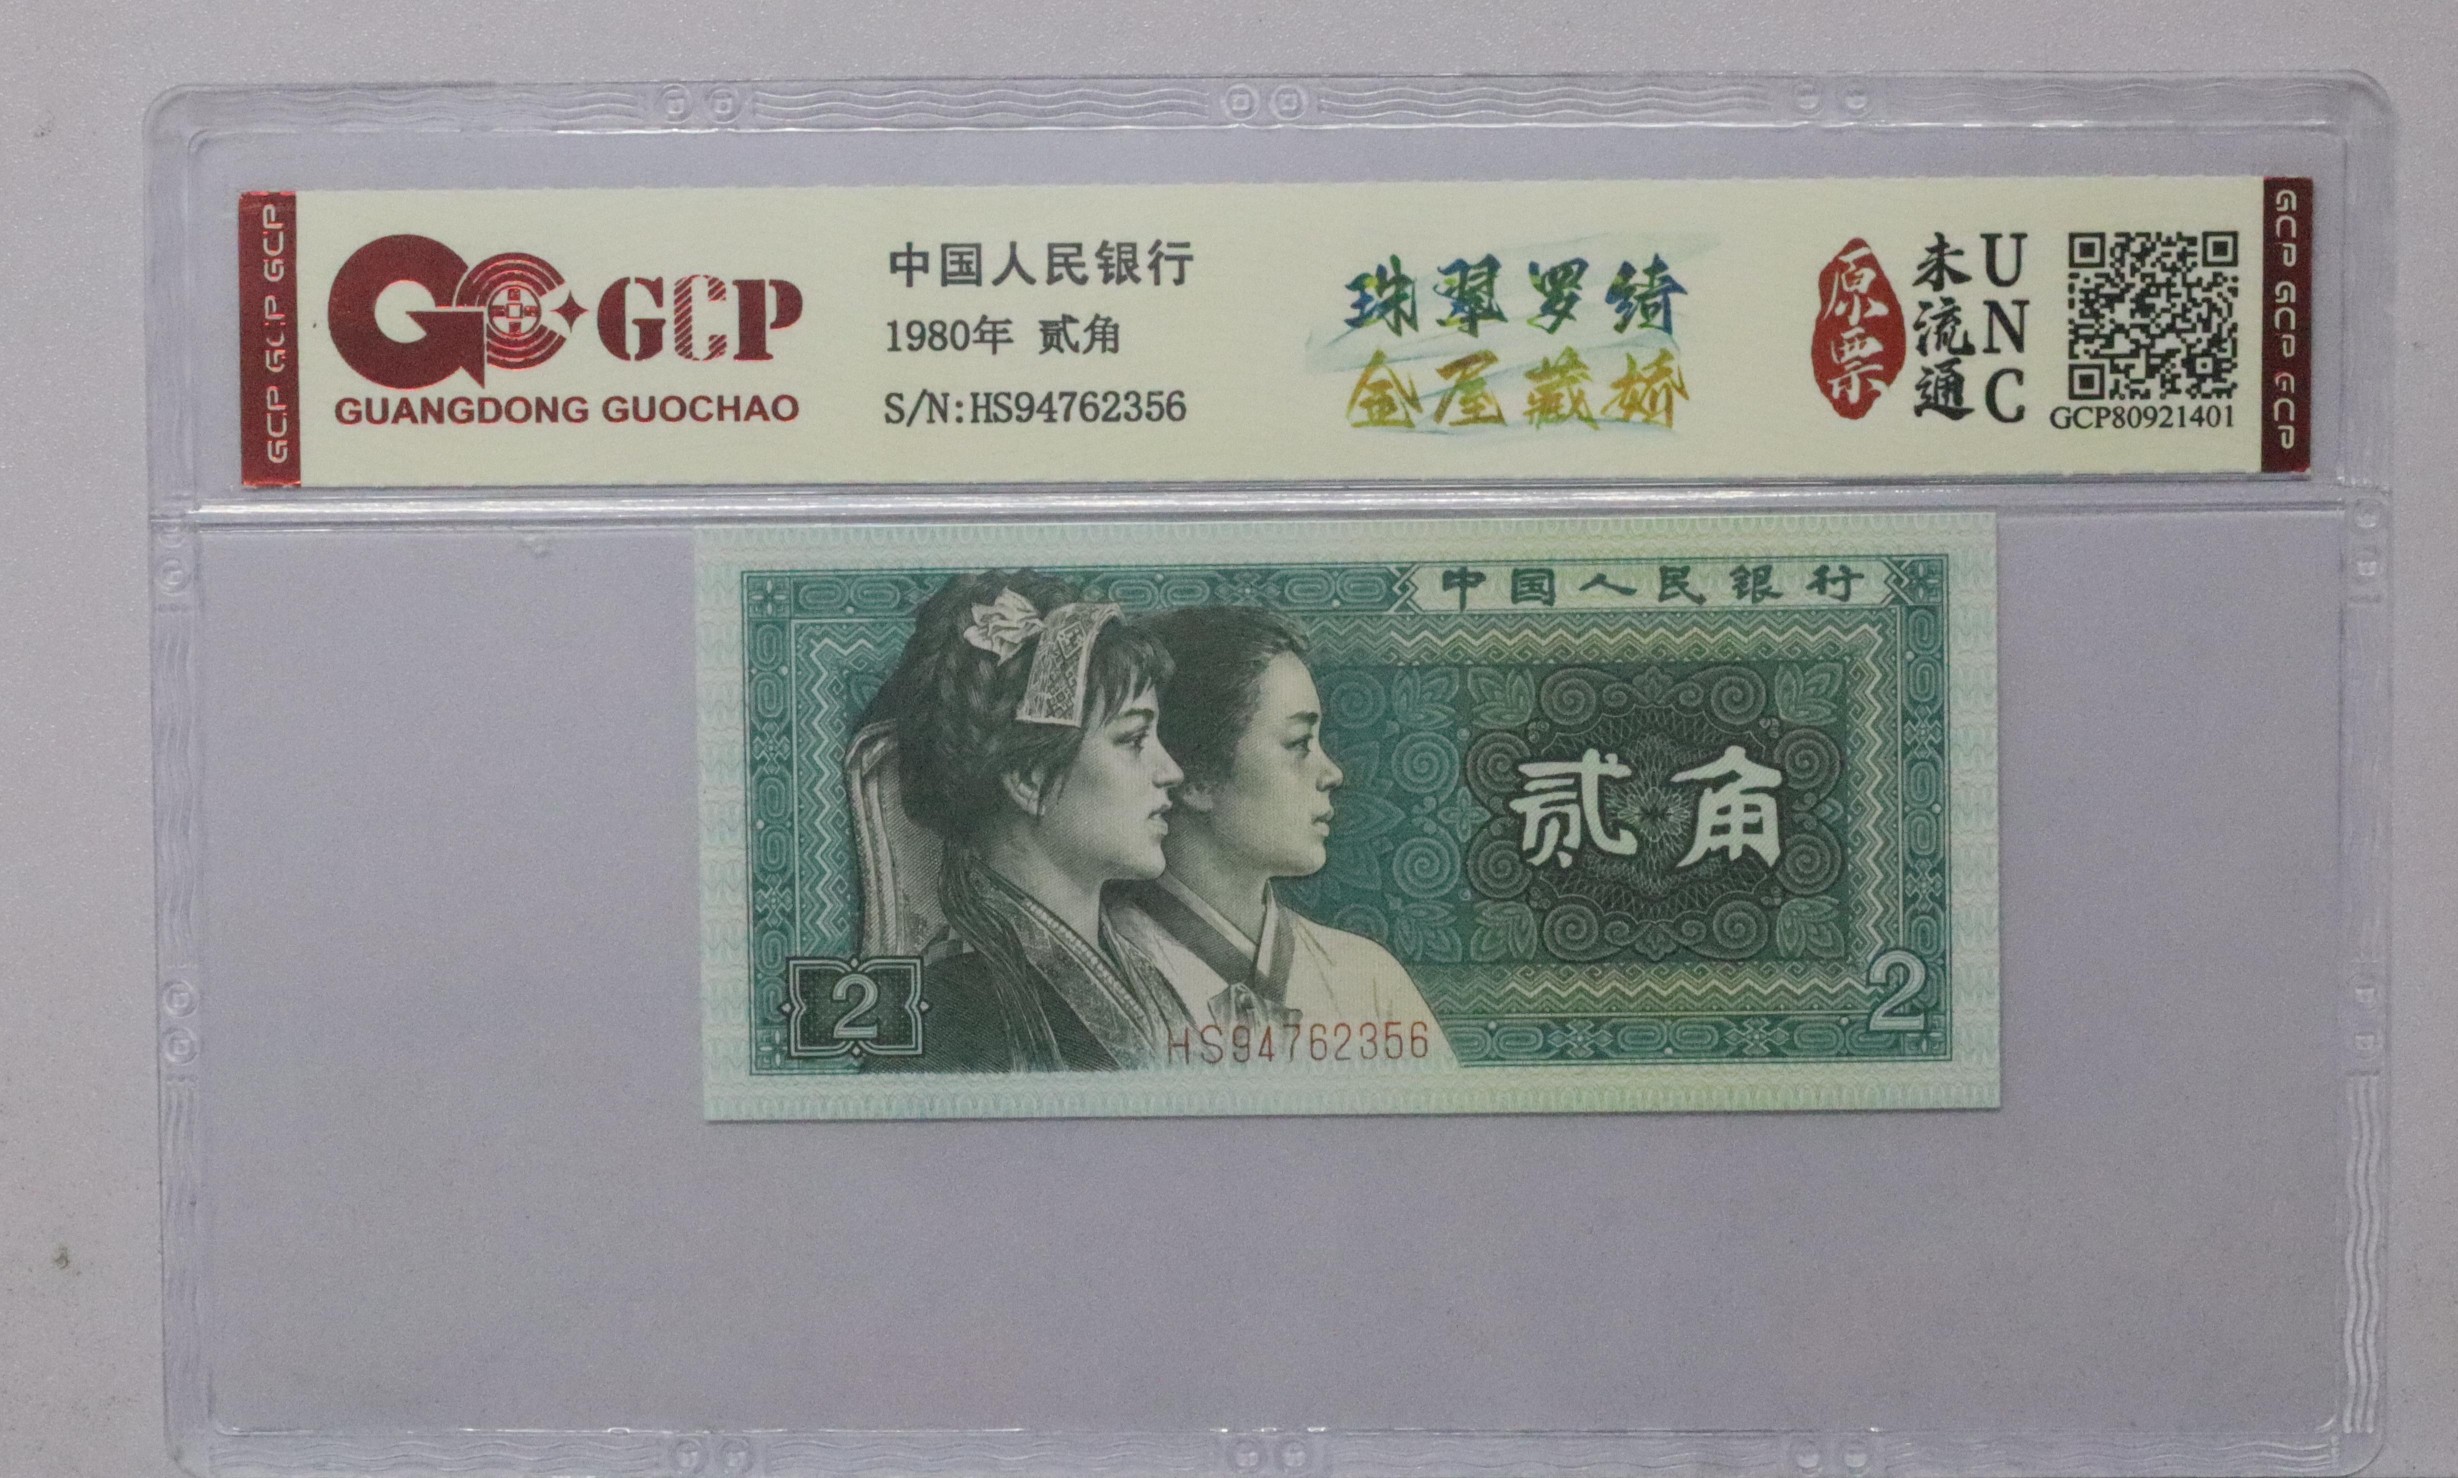 GCP GCP GCP
GCP
GUANGDONG GUOCHAO
中国人民银行
1980年 贰角
S/N:HS94762356
珠翠罗绮
金屋藏娇
原票
未流通
UNC
GCP80921401
GCP GCP GCP
中国人民银行
贰角
2
2
HS94762356